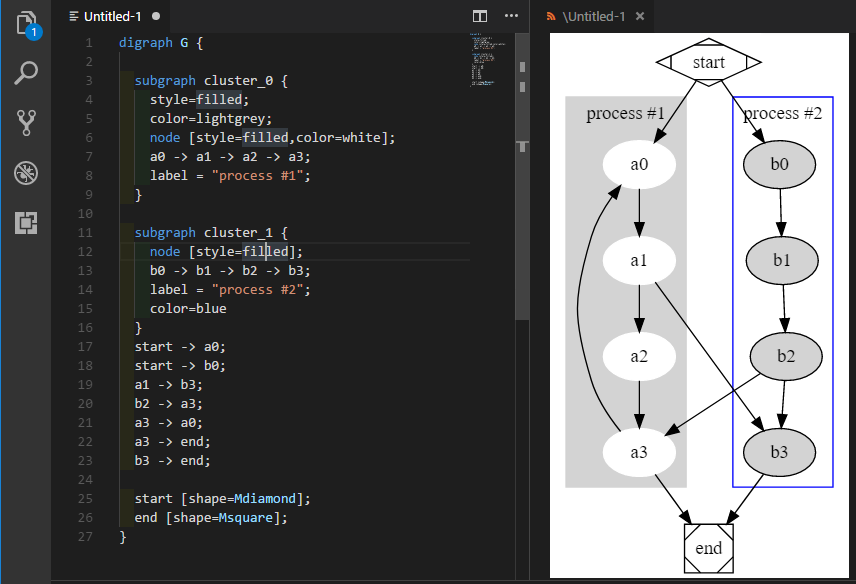 Untitled-1
\Untitled-1
1
1 digraph G {
2
3 subgraph cluster_0 {
4 style=filled;
5 color=lightgrey;
6 node [style=filled,color=white];
7 a0 -> a1 -> a2 -> a3;
8 label = "process #1";
9 }
10
11 subgraph cluster_1 {
12 node [style=filled];
13 b0 -> b1 -> b2 -> b3;
14 label = "process #2";
15 color=blue
16 }
17 start -> a0;
18 start -> b0;
19 a1 -> b3;
20 b2 -> a3;
21 a3 -> a0;
22 a3 -> end;
23 b3 -> end;
24
25 start [shape=Mdiamond];
26 end [shape=Msquare];
27 }
start
process #1
process #2
a0
b0
a1
b1
a2
b2
a3
b3
end